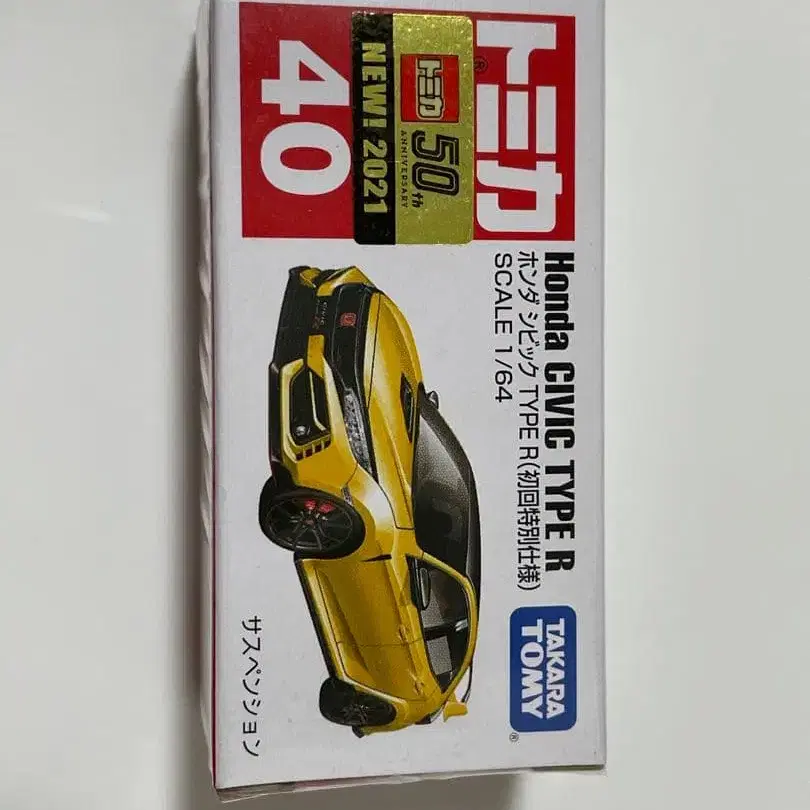 トミカ®
40
トミカ
50th
ANNIVERSARY
NEW! 2021
Honda CIVIC TYPE R
ホンダ シビック TYPE R(初回特別仕様)
SCALE 1/64
CIVIC
サスペンション
TAKARA
TOMY®